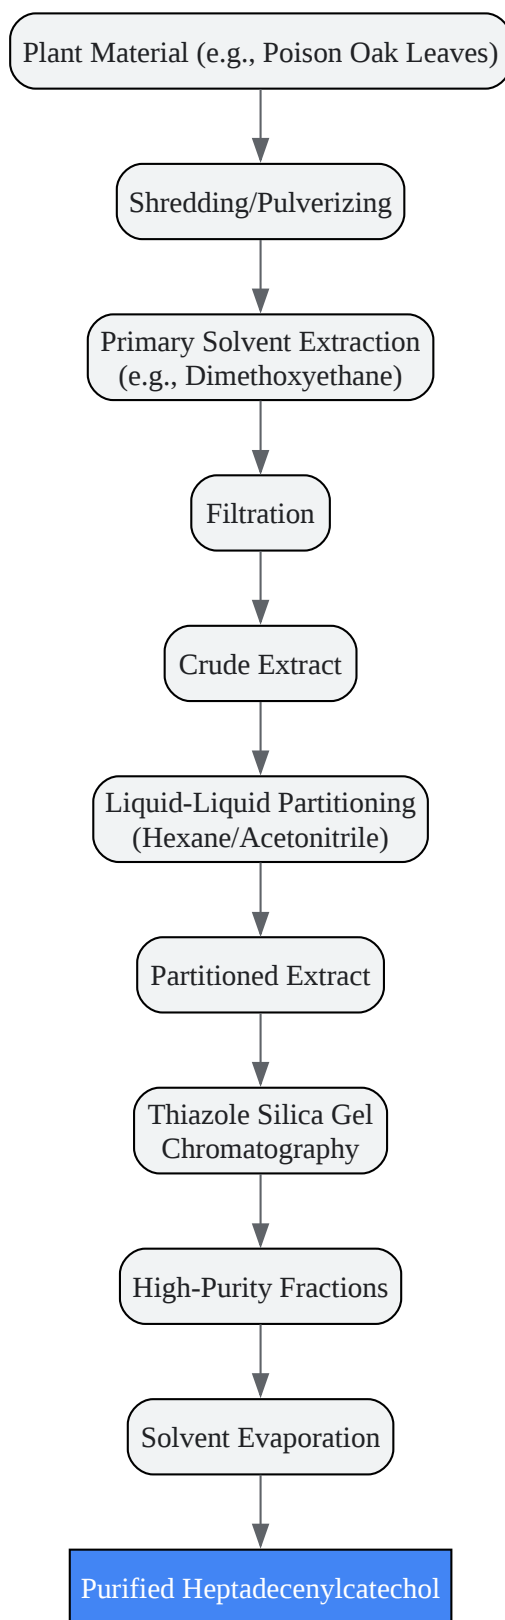 Plant Material (e.g., Poison Oak Leaves)
Shredding/Pulverizing
Primary Solvent Extraction
(e.g., Dimethoxyethane)
Filtration
Crude Extract
Liquid-Liquid Partitioning
(Hexane/Acetonitrile)
Partitioned Extract
Thiazole Silica Gel
Chromatography
High-Purity Fractions
Solvent Evaporation
Purified Heptadecenylcatechol